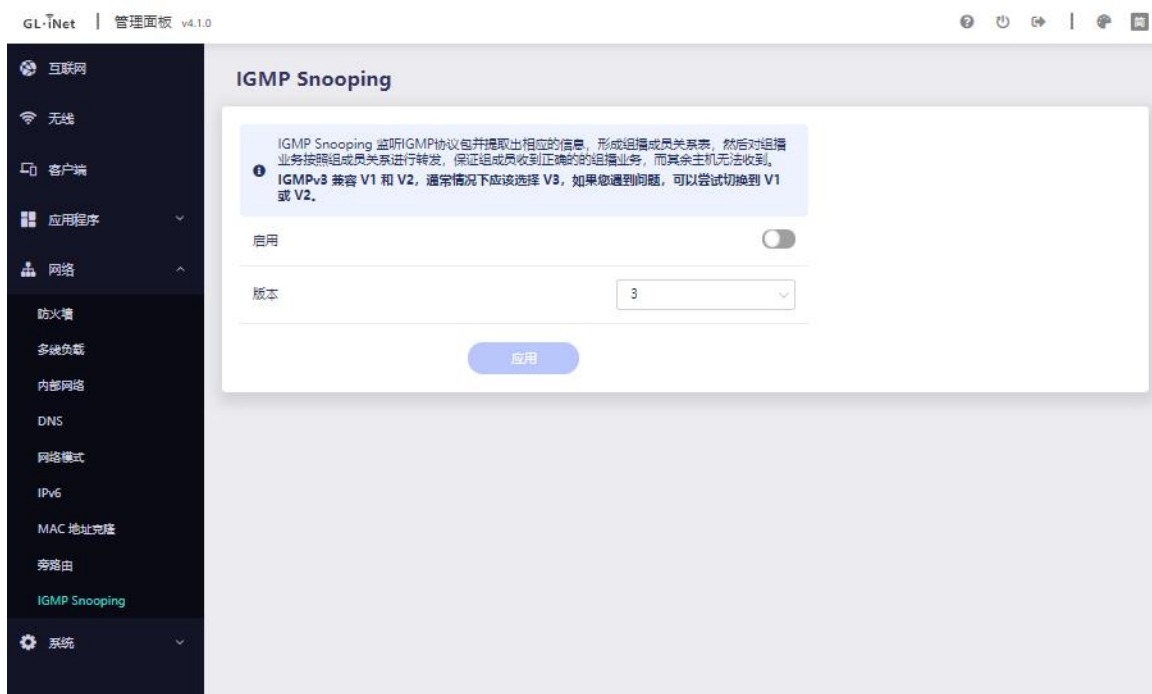 GL·iNet | 管理面板 v4.1.0
简
互联网
无线
客户端
应用程序
网络
防火墙
多线负载
内部网络
DNS
网络模式
IPv6
MAC 地址克隆
旁路由
IGMP Snooping
系统
IGMP Snooping
IGMP Snooping 监听IGMP协议包并提取出相应的信息，形成组播成员关系表，然后对组播
业务按照组成员关系进行转发，保证组成员收到正确的的组播业务，而其余主机无法收到。
IGMPv3 兼容 V1 和 V2，通常情况下应该选择 V3，如果您遇到问题，可以尝试切换到 V1
或 V2。
启用
版本
3
应用